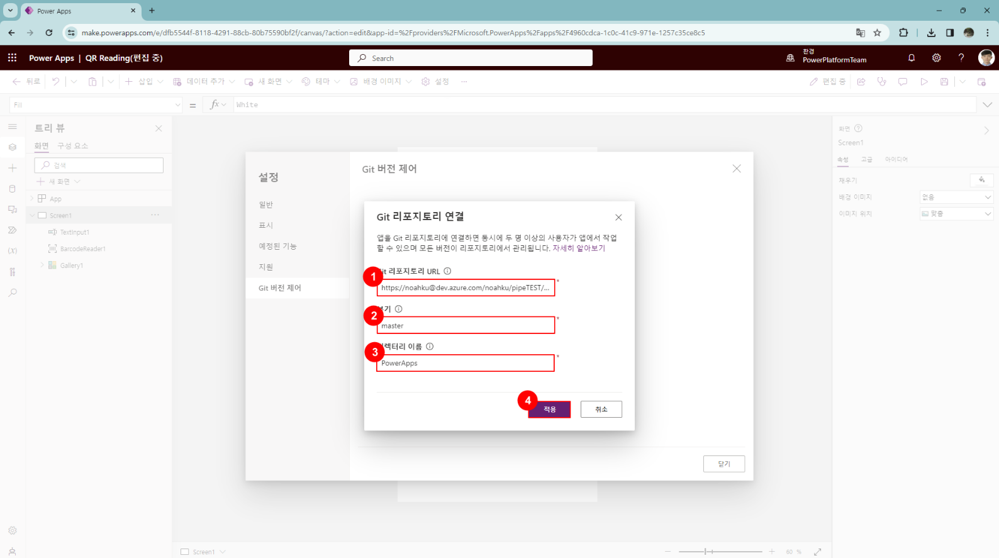 Power Apps
make.powerapps.com/e/dfb5544f-8118-4291-88cb-80b75590bf2f/canvas/?action=edit&app-id=%2Fproviders%2FMicrosoft.PowerApps%2Fapps%2F4960cdca-1c0c-41c9-971e-1257c35ce8c5
Power Apps | QR Reading(편집 중)
Search
환경
PowerPlatformTeam
뒤로 삽입 데이터 추가 새 화면 테마 배경 이미지 설정 ... 편집 중
Fill = fx White
트리 뷰
화면 구성 요소
검색
새 화면
App
Screen1 ...
TextInput1
BarcodeReader1
Gallery1
설정
일반
표시
예정된 기능
지원
Git 버전 제어
Git 버전 제어
Git 리포지토리 연결
앱을 Git 리포지토리에 연결하면 동시에 두 명 이상의 사용자가 앱에서 작업
할 수 있으며 모든 버전이 리포지토리에서 관리됩니다. 자세히 알아보기
1
it 리포지토리 URL
https://noahku@dev.azure.com/noahku/pipeTEST/... *
2
기
master *
3
렉터리 이름
PowerApps *
4
적용 취소
닫기
화면
Screen1
속성 고급 아이디어
채우기
배경 이미지 없음
이미지 위치 맞춤
Screen1
60 %